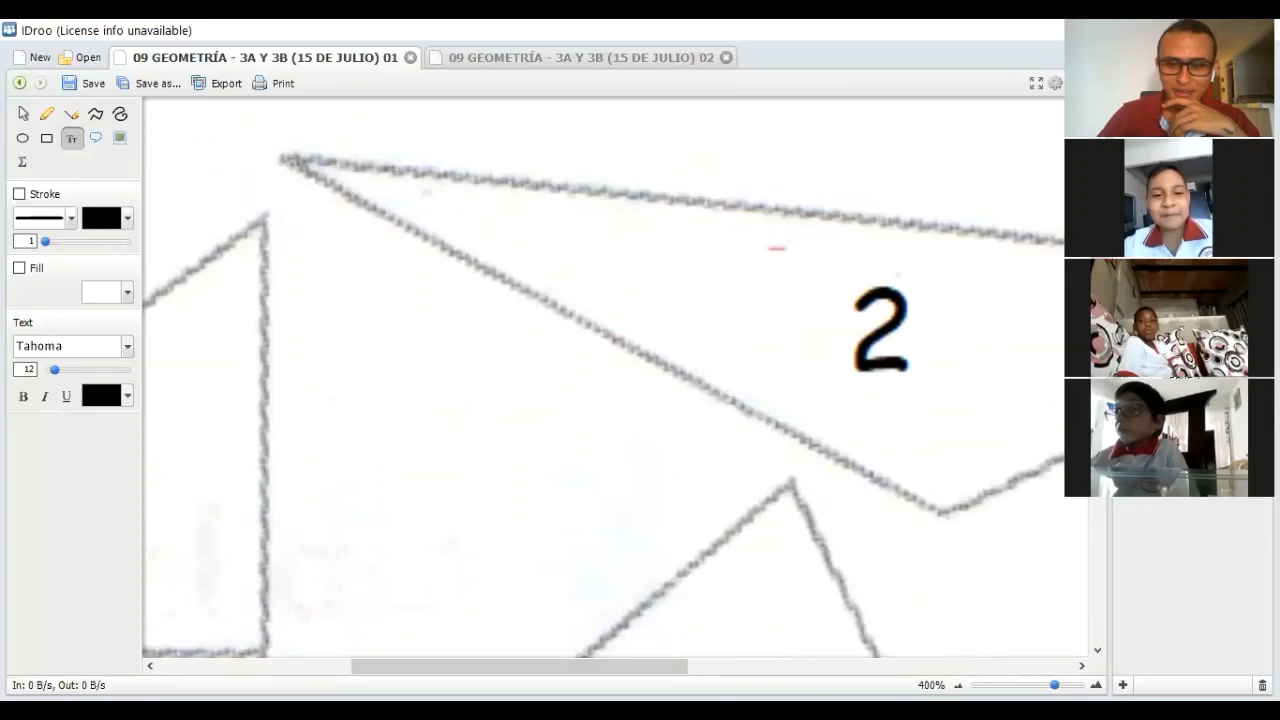 IDroo (License info unavailable)
New Open 09 GEOMETRÍA - 3A Y 3B (15 DE JULIO) 01 09 GEOMETRÍA - 3A Y 3B (15 DE JULIO) 02
Save Save as... Export Print
Tr
Σ
Stroke
1
Fill
Text
Tahoma
12
B I U
2
In: 0 B/s, Out: 0 B/s
400%